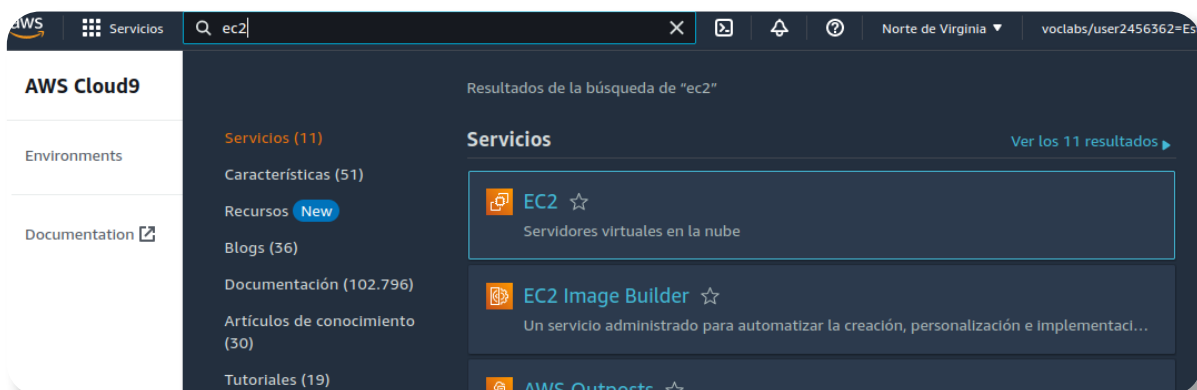 aws
Servicios
ec2
Norte de Virginia
voclabs/user2456362=Es
AWS Cloud9
Environments
Documentation
Resultados de la búsqueda de “ec2”
Servicios (11)
Características (51)
Recursos New
Blogs (36)
Documentación (102.796)
Artículos de conocimiento
(30)
Tutoriales (19)
Servicios
Ver los 11 resultados
EC2
Servidores virtuales en la nube
EC2 Image Builder
Un servicio administrado para automatizar la creación, personalización e implementaci...
AWS Outposts